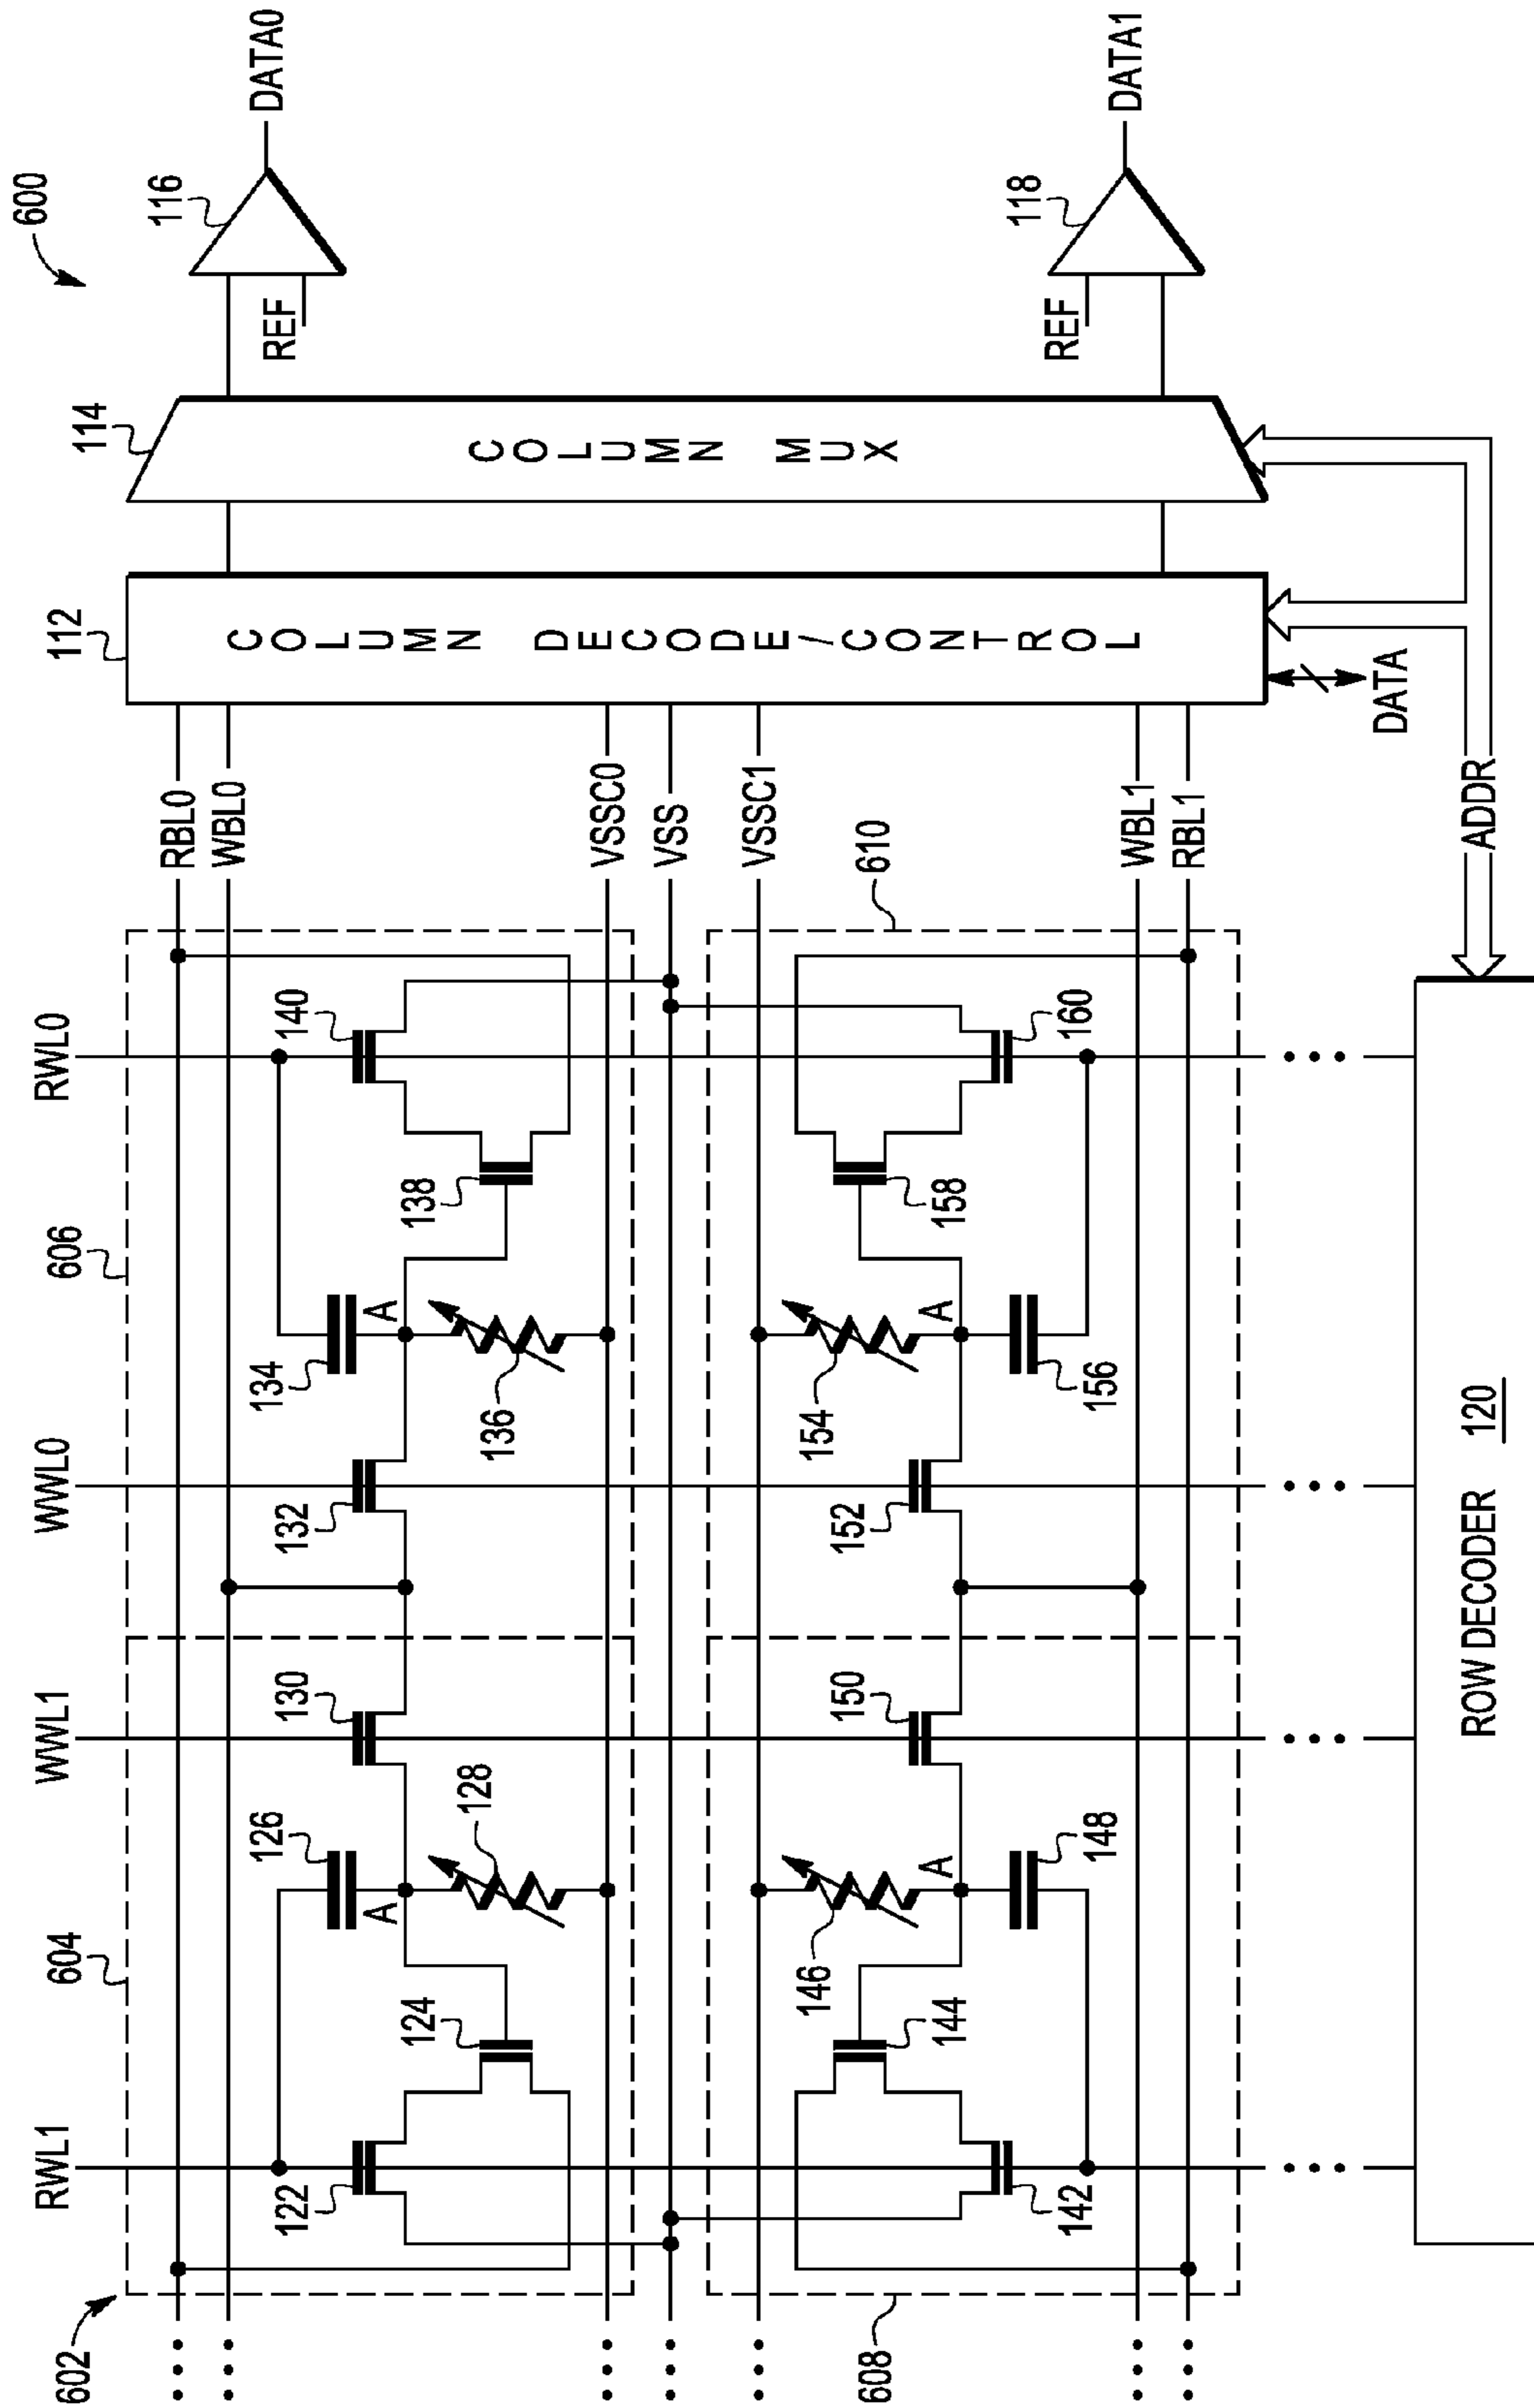 600
602
604
606
RWL1
WWL1
WWL0
RWL0
112
114
116
118
DATA0
DATA1
REF
REF
RBL0
WBL0
VSSC0
VSS
VSSC1
WBL1
RBL1
COLUMN DECODE/CONTROL
COLUMN MUX
122
124
126
A
128
130
132
134
A
136
138
140
142
144
146
A
148
150
152
154
A
156
158
160
608
610
DATA
ADDR
ROW DECODER 120